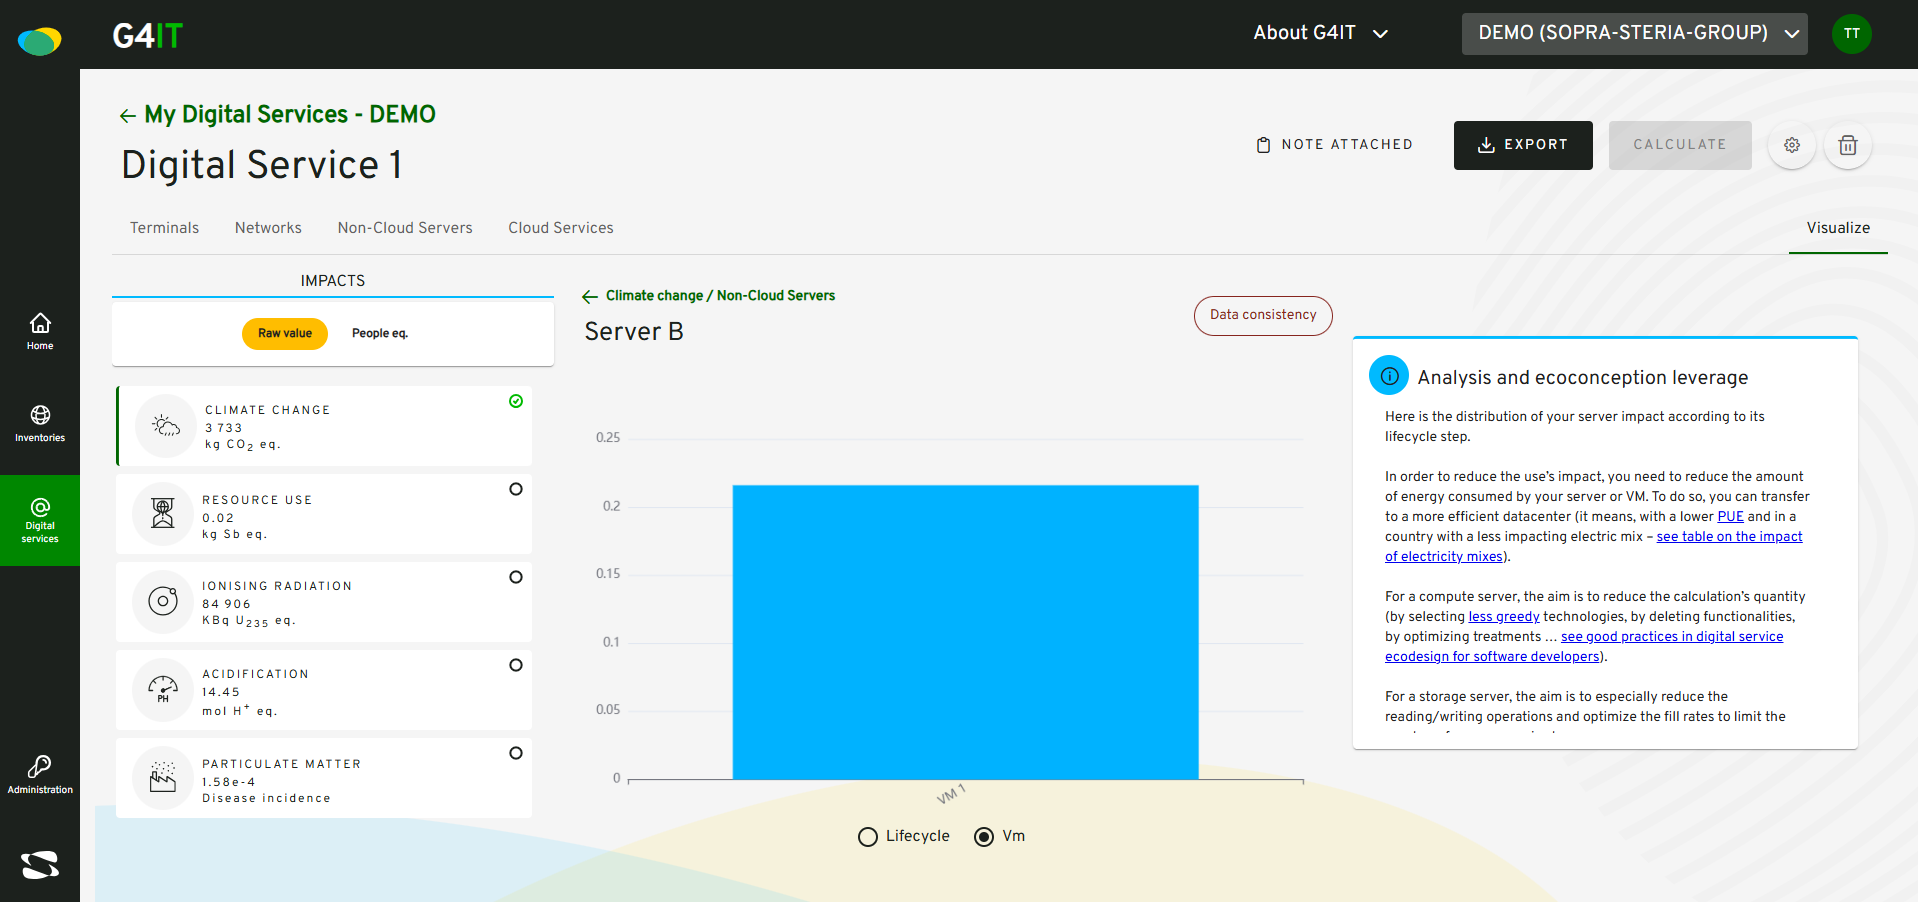 G4IT
About G4IT
DEMO (SOPRA-STERIA-GROUP)
TT
Home
Inventories
Digital
services
Administration
My Digital Services - DEMO
Digital Service 1
NOTE ATTACHED
EXPORT
CALCULATE
Terminals
Networks
Non-Cloud Servers
Cloud Services
Visualize
IMPACTS
Raw value
People eq.
CLIMATE CHANGE
3 733
kg CO2 eq.
RESOURCE USE
0.02
kg Sb eq.
IONISING RADIATION
84 906
KBq U235 eq.
PH
ACIDIFICATION
14.45
mol H+ eq.
PARTICULATE MATTER
1.58e-4
Disease incidence
Climate change / Non-Cloud Servers
Server B
Data consistency
0.25
0.2
0.15
0.1
0.05
0
VM 1
Lifecycle
Vm
Analysis and ecoconception leverage
Here is the distribution of your server impact according to its
lifecycle step.
In order to reduce the use’s impact, you need to reduce the amount
of energy consumed by your server or VM. To do so, you can transfer
to a more efficient datacenter (it means, with a lower PUE and in a
country with a less impacting electric mix – see table on the impact
of electricity mixes).
For a compute server, the aim is to reduce the calculation’s quantity
(by selecting less greedy technologies, by deleting functionalities,
by optimizing treatments … see good practices in digital service
ecodesign for software developers).
For a storage server, the aim is to especially reduce the
reading/writing operations and optimize the fill rates to limit the